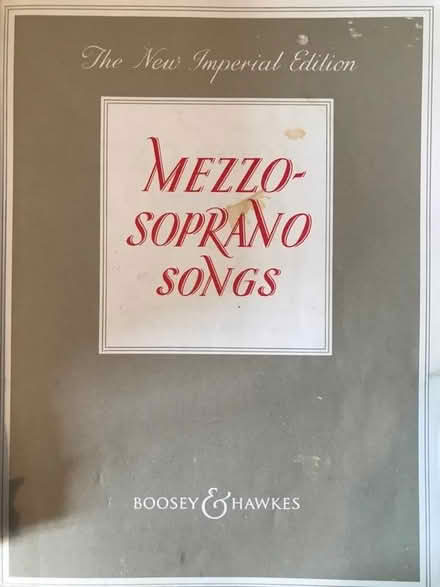 The New Imperial Edition
MEZZO-
SOPRANO
SONGS
BOOSEY & HAWKES